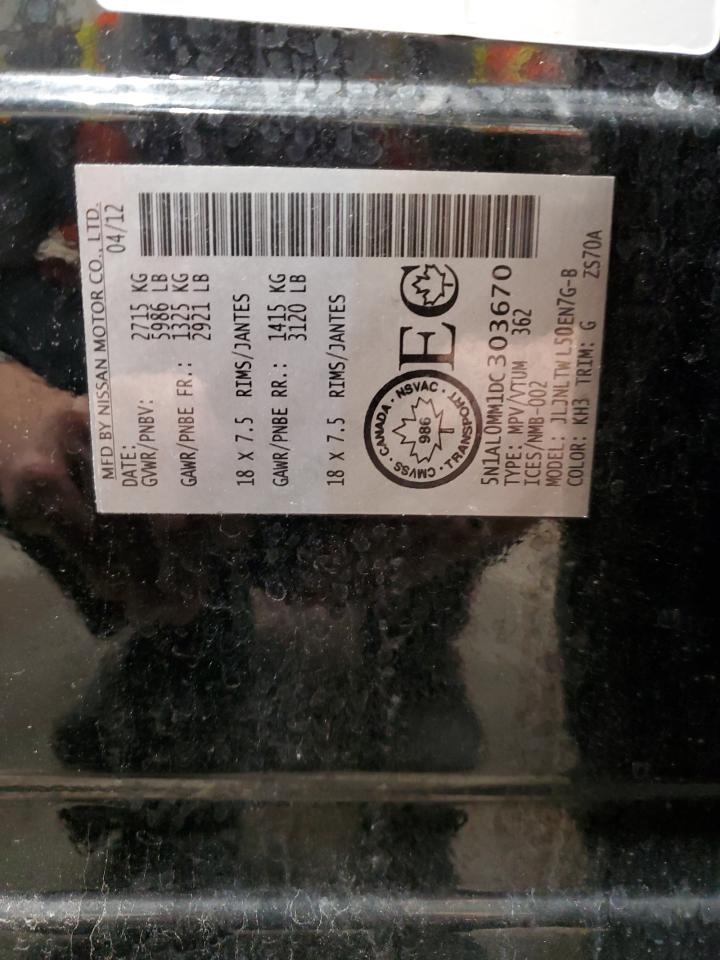 MFD BY NISSAN MOTOR CO., LTD.
DATE: 04/12
GVWR/PNBV: 2715 KG
5986 LB
GAWR/PNBE FR.: 1325 KG
2921 LB
18 X 7.5 RIMS/JANTES
GAWR/PNBE RR.: 1415 KG
3120 LB
18 X 7.5 RIMS/JANTES
CANADA · NSVAC · TRANSPORT · CMVSS
986
EC
5N1AL0MM1DC303670
TYPE: MPV/VTUM 362
ICES/NMB-002
MODEL: JLJNLTWL50EN7G-B
COLOR: KH3 TRIM: G ZS70A